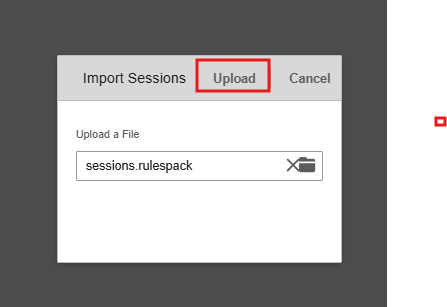 Import Sessions Upload Cancel
Upload a File
sessions.rulespack